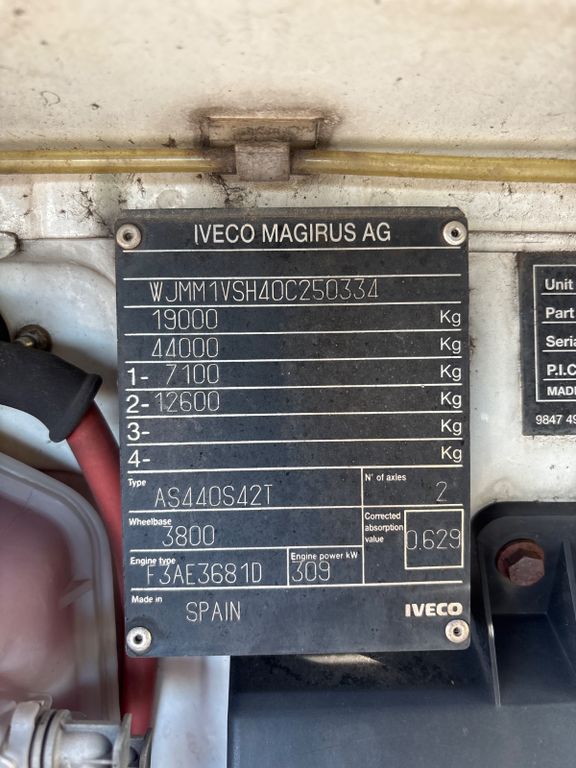 IVECO MAGIRUS AG
WJMM1VSH40C250334
19000 Kg
44000 Kg
1- 7100 Kg
2- 12600 Kg
3- Kg
4- Kg
Type AS440S42T N° of axles 2
Wheelbase 3800 Corrected absorption value 0.629
Engine type F3AE3681D Engine power kW 309
Made in SPAIN IVECO
Unit
Part
Seria
P.I.C
MADE
9847 49